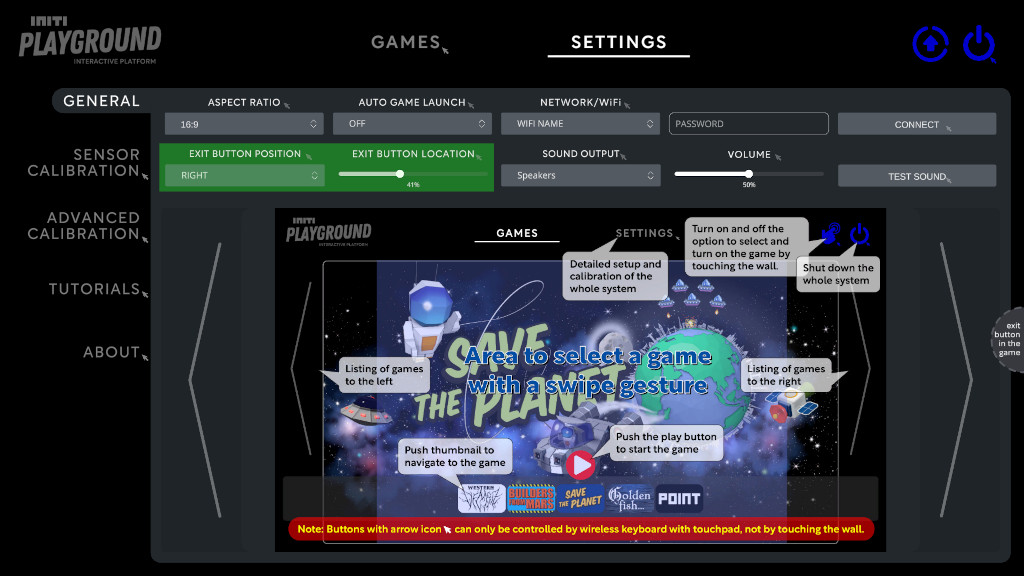 INITI
PLAYGROUND
INTERACTIVE PLATFORM
GAMES
SETTINGS
GENERAL
SENSOR
CALIBRATION
ADVANCED
CALIBRATION
TUTORIALS
ABOUT
ASPECT RATIO
AUTO GAME LAUNCH
NETWORK/WiFi
16:9
OFF
WIFI NAME
PASSWORD
CONNECT
EXIT BUTTON POSITION
EXIT BUTTON LOCATION
SOUND OUTPUT
VOLUME
RIGHT
41%
Speakers
50%
TEST SOUND
INITI
PLAYGROUND
INTERACTIVE PLATFORM
GAMES
SETTINGS
Turn on and off the
option to select and
turn on the game by
touching the wall.
Detailed setup and
calibration of the
whole system
Shut down the
whole system
exit
button
in the
game
SAVE
THE PLANET
Area to select a game
with a swipe gesture
Listing of games
to the left
Listing of games
to the right
Push thumbnail to
navigate to the game
Push the play button
to start the game
WESTERN
BUILDERS
FROM MARS
SAVE
THE PLANET
Golden
fish...
POINT
Note: Buttons with arrow icon can only be controlled by wireless keyboard with touchpad, not by touching the wall.